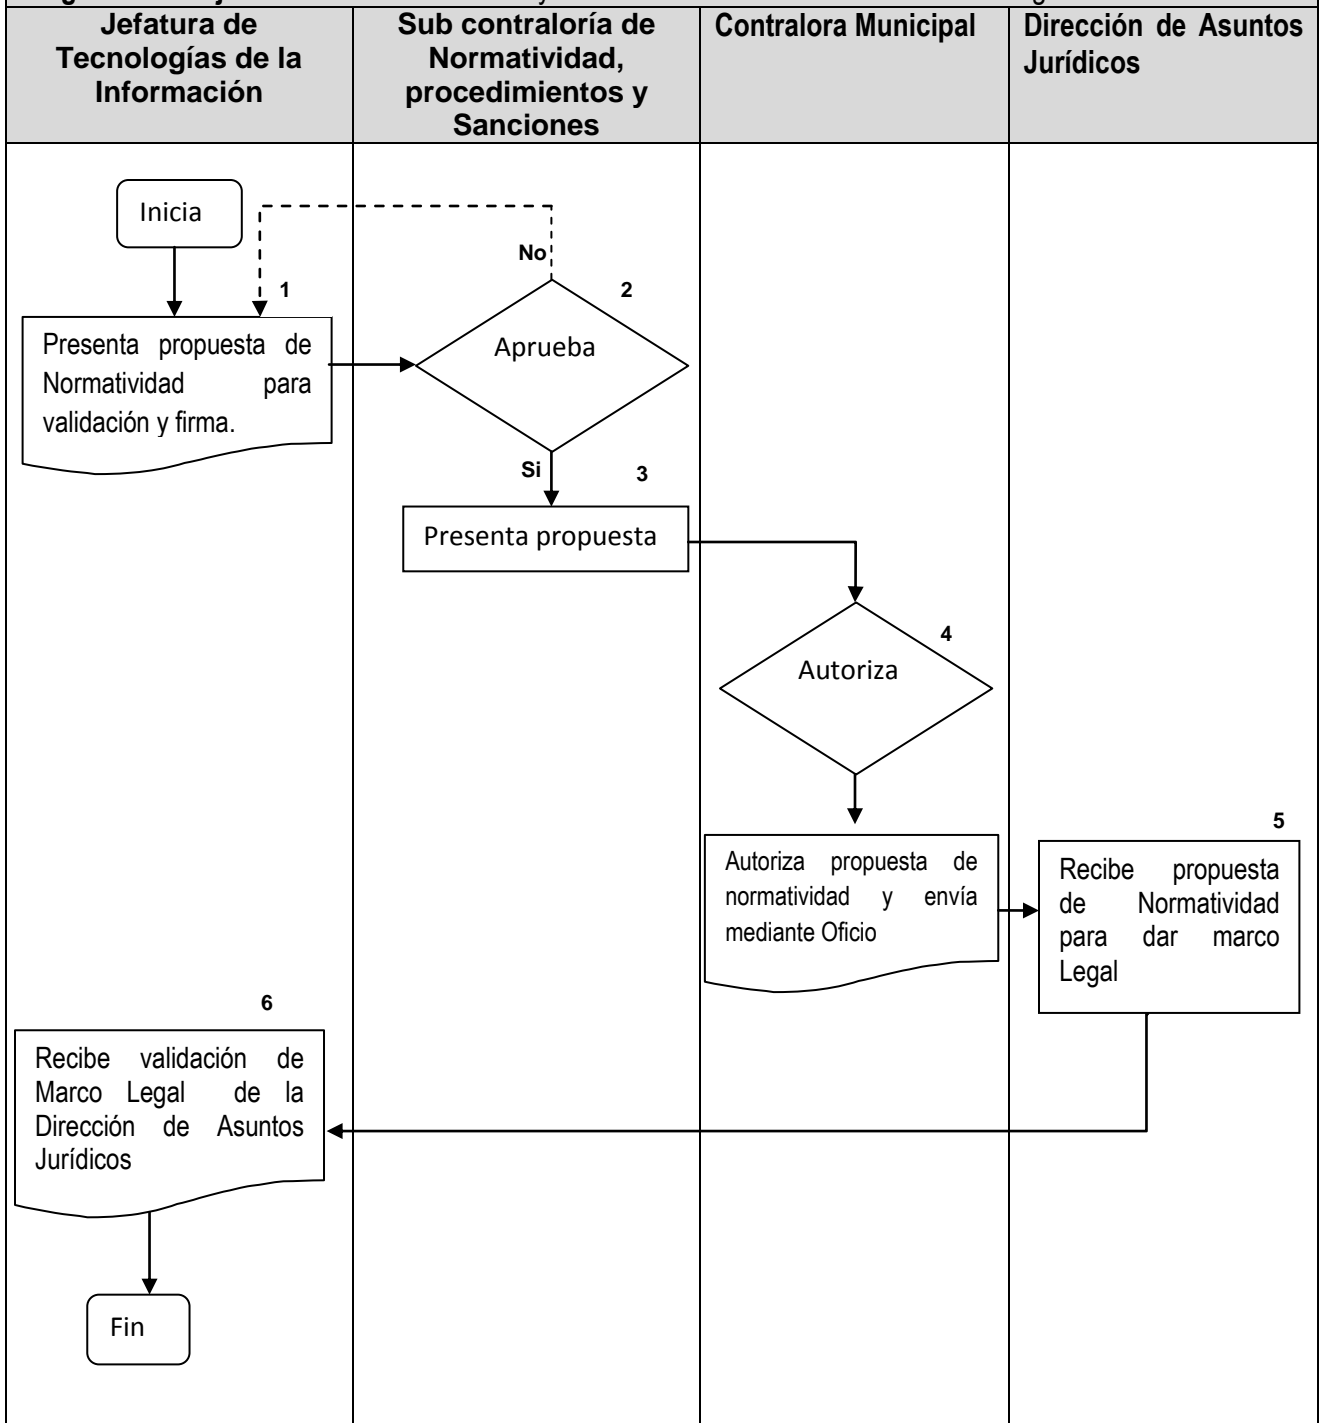 Jefatura de
Tecnologías de la
Información
Sub contraloría de
Normatividad,
procedimientos y
Sanciones
Contralora Municipal
Dirección de Asuntos
Jurídicos
Inicia
No
1
2
Presenta propuesta de
Normatividad para
validación y firma.
Aprueba
Si
3
Presenta propuesta
4
Autoriza
5
Autoriza propuesta de
normatividad y envía
mediante Oficio
Recibe propuesta
de Normatividad
para dar marco
Legal
6
Recibe validación de
Marco Legal de la
Dirección de Asuntos
Jurídicos
Fin